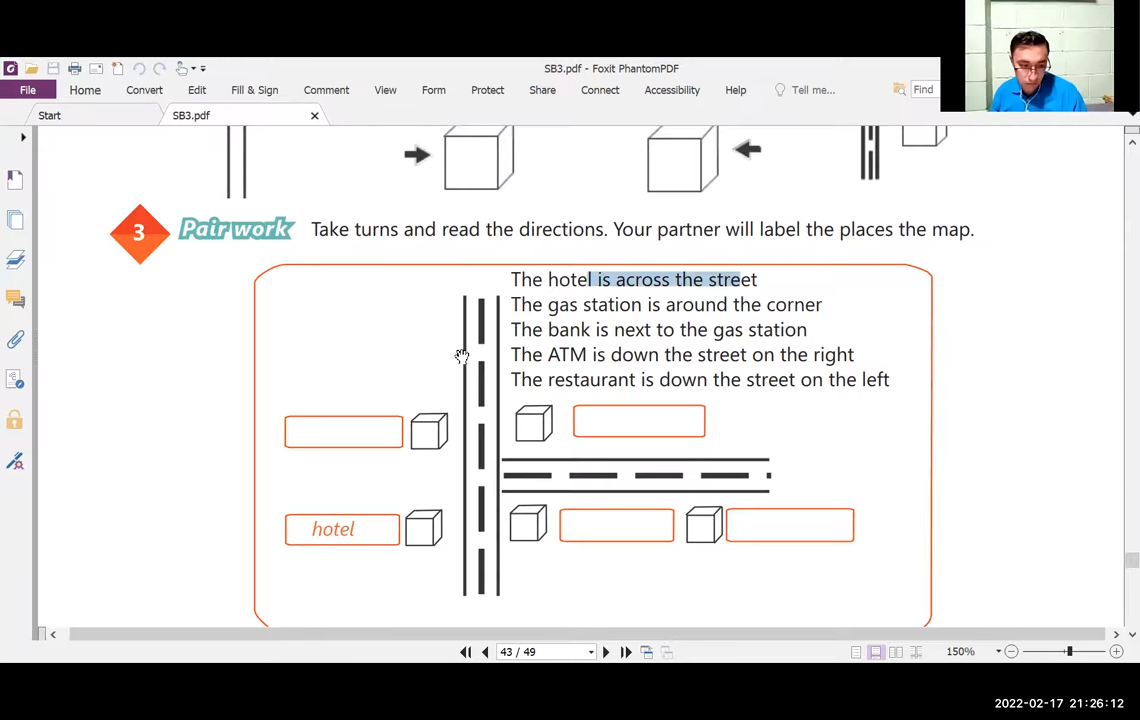 SB3.pdf - Foxit PhantomPDF
File Home Convert Edit Fill & Sign Comment View Form Protect Share Connect Accessibility Help Tell me... Find
Start SB3.pdf
3 Pair work Take turns and read the directions. Your partner will label the places the map.
The hotel is across the street
The gas station is around the corner
The bank is next to the gas station
The ATM is down the street on the right
The restaurant is down the street on the left
hotel
43 / 49 150%
2022-02-17 21:26:12